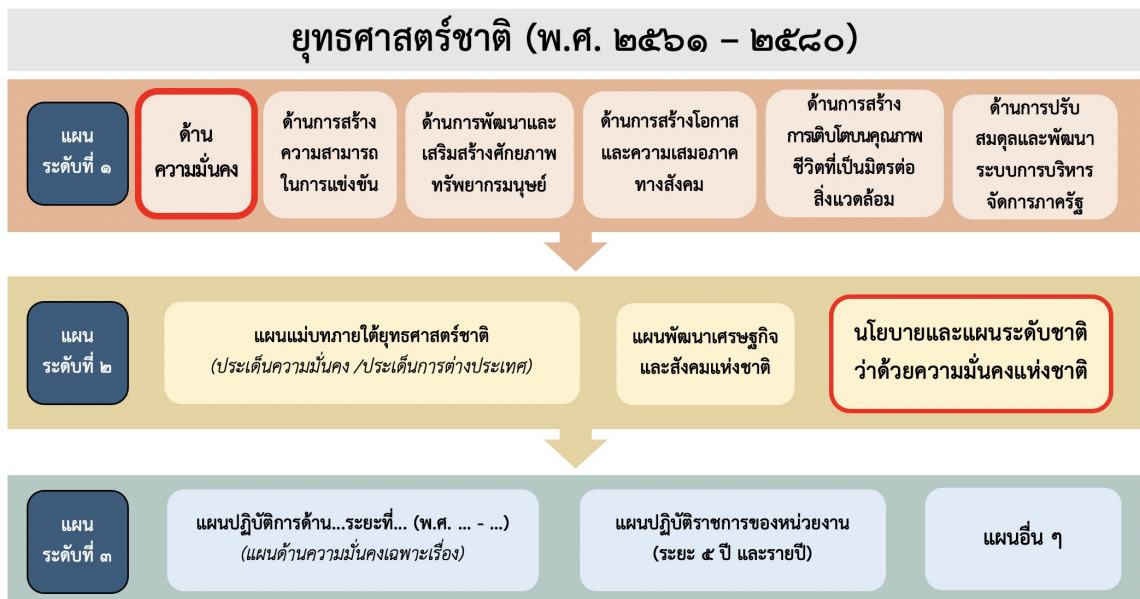 ยุทธศาสตร์ชาติ (พ.ศ. ๒๕๖๑ – ๒๕๘๐)
แผน
ระดับที่ ๑
ด้าน
ความมั่นคง
ด้านการสร้าง
ความสามารถ
ในการแข่งขัน
ด้านการพัฒนาและ
เสริมสร้างศักยภาพ
ทรัพยากรมนุษย์
ด้านการสร้างโอกาส
และความเสมอภาค
ทางสังคม
ด้านการสร้าง
การเติบโตบนคุณภาพ
ชีวิตที่เป็นมิตรต่อ
สิ่งแวดล้อม
ด้านการปรับ
สมดุลและพัฒนา
ระบบการบริหาร
จัดการภาครัฐ
แผน
ระดับที่ ๒
แผนแม่บทภายใต้ยุทธศาสตร์ชาติ
(ประเด็นความมั่นคง /ประเด็นการต่างประเทศ)
แผนพัฒนาเศรษฐกิจ
และสังคมแห่งชาติ
นโยบายและแผนระดับชาติ
ว่าด้วยความมั่นคงแห่งชาติ
แผน
ระดับที่ ๓
แผนปฏิบัติการด้าน...ระยะที่... (พ.ศ. ... - ...)
(แผนด้านความมั่นคงเฉพาะเรื่อง)
แผนปฏิบัติราชการของหน่วยงาน
(ระยะ ๕ ปี และรายปี)
แผนอื่น ๆ